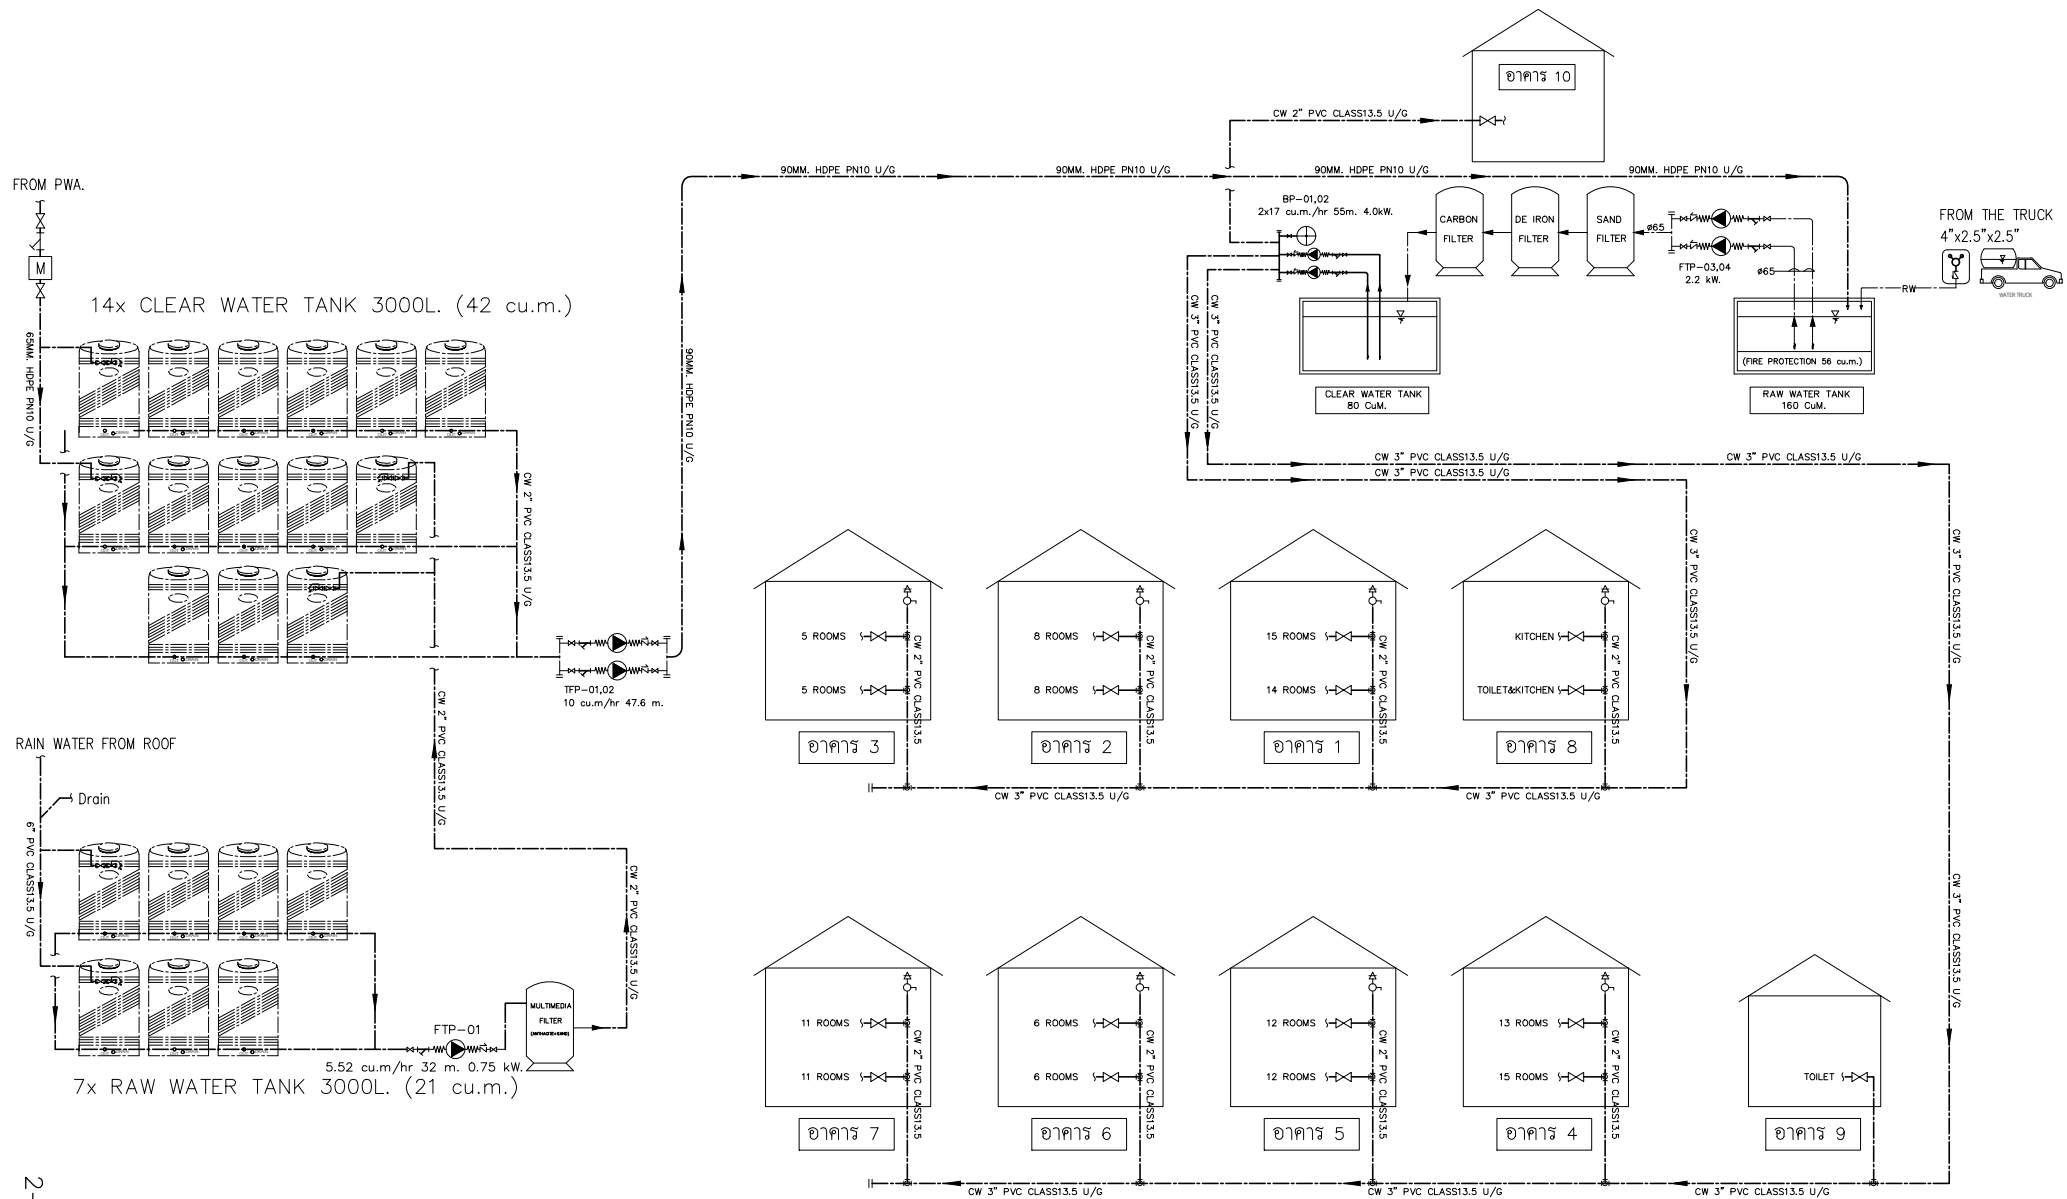 อาคาร 10
CW 2" PVC CLASS13.5 U/G
90MM. HDPE PN10 U/G
90MM. HDPE PN10 U/G
90MM. HDPE PN10 U/G
90MM. HDPE PN10 U/G
FROM PWA.
M
BP-01,02
2x17 cu.m./hr 55m. 4.0kW.
CARBON
FILTER
DE IRON
FILTER
SAND
FILTER
ø65
FTP-03,04
2.2 kW.
ø65
FROM THE TRUCK
4"x2.5"x2.5"
RW
WATER TRUCK
14x CLEAR WATER TANK 3000L. (42 cu.m.)
65MM. HDPE PN10 U/G
90MM. HDPE PN10 U/G
CW 3" PVC CLASS13.5 U/G
CW 3" PVC CLASS13.5 U/G
(FIRE PROTECTION 56 cu.m.)
CLEAR WATER TANK
80 CuM.
RAW WATER TANK
160 CuM.
CW 2" PVC CLASS13.5 U/G
CW 3" PVC CLASS13.5 U/G
CW 3" PVC CLASS13.5 U/G
CW 3" PVC CLASS13.5 U/G
CW 3" PVC CLASS13.5 U/G
CW 3" PVC CLASS13.5 U/G
5 ROOMS
5 ROOMS
CW 2" PVC CLASS13.5
อาคาร 3
8 ROOMS
8 ROOMS
CW 2" PVC CLASS13.5
อาคาร 2
15 ROOMS
14 ROOMS
CW 2" PVC CLASS13.5
อาคาร 1
KITCHEN
TOILET&KITCHEN
CW 2" PVC CLASS13.5
อาคาร 8
CW 3" PVC CLASS13.5 U/G
CW 3" PVC CLASS13.5 U/G
TFP-01,02
10 cu.m/hr 47.6 m.
CW 2" PVC CLASS13.5 U/G
RAIN WATER FROM ROOF
Drain
6" PVC CLASS13.5 U/G
CW 2" PVC CLASS13.5 U/G
MULTIMEDIA
FILTER
FTP-01
5.52 cu.m/hr 32 m. 0.75 kW.
7x RAW WATER TANK 3000L. (21 cu.m.)
CW 3" PVC CLASS13.5 U/G
11 ROOMS
11 ROOMS
CW 2" PVC CLASS13.5
อาคาร 7
6 ROOMS
6 ROOMS
CW 2" PVC CLASS13.5
อาคาร 6
12 ROOMS
12 ROOMS
CW 2" PVC CLASS13.5
อาคาร 5
13 ROOMS
15 ROOMS
CW 2" PVC CLASS13.5
อาคาร 4
TOILET
อาคาร 9
CW 3" PVC CLASS13.5 U/G
CW 3" PVC CLASS13.5 U/G
CW 3" PVC CLASS13.5 U/G
2-